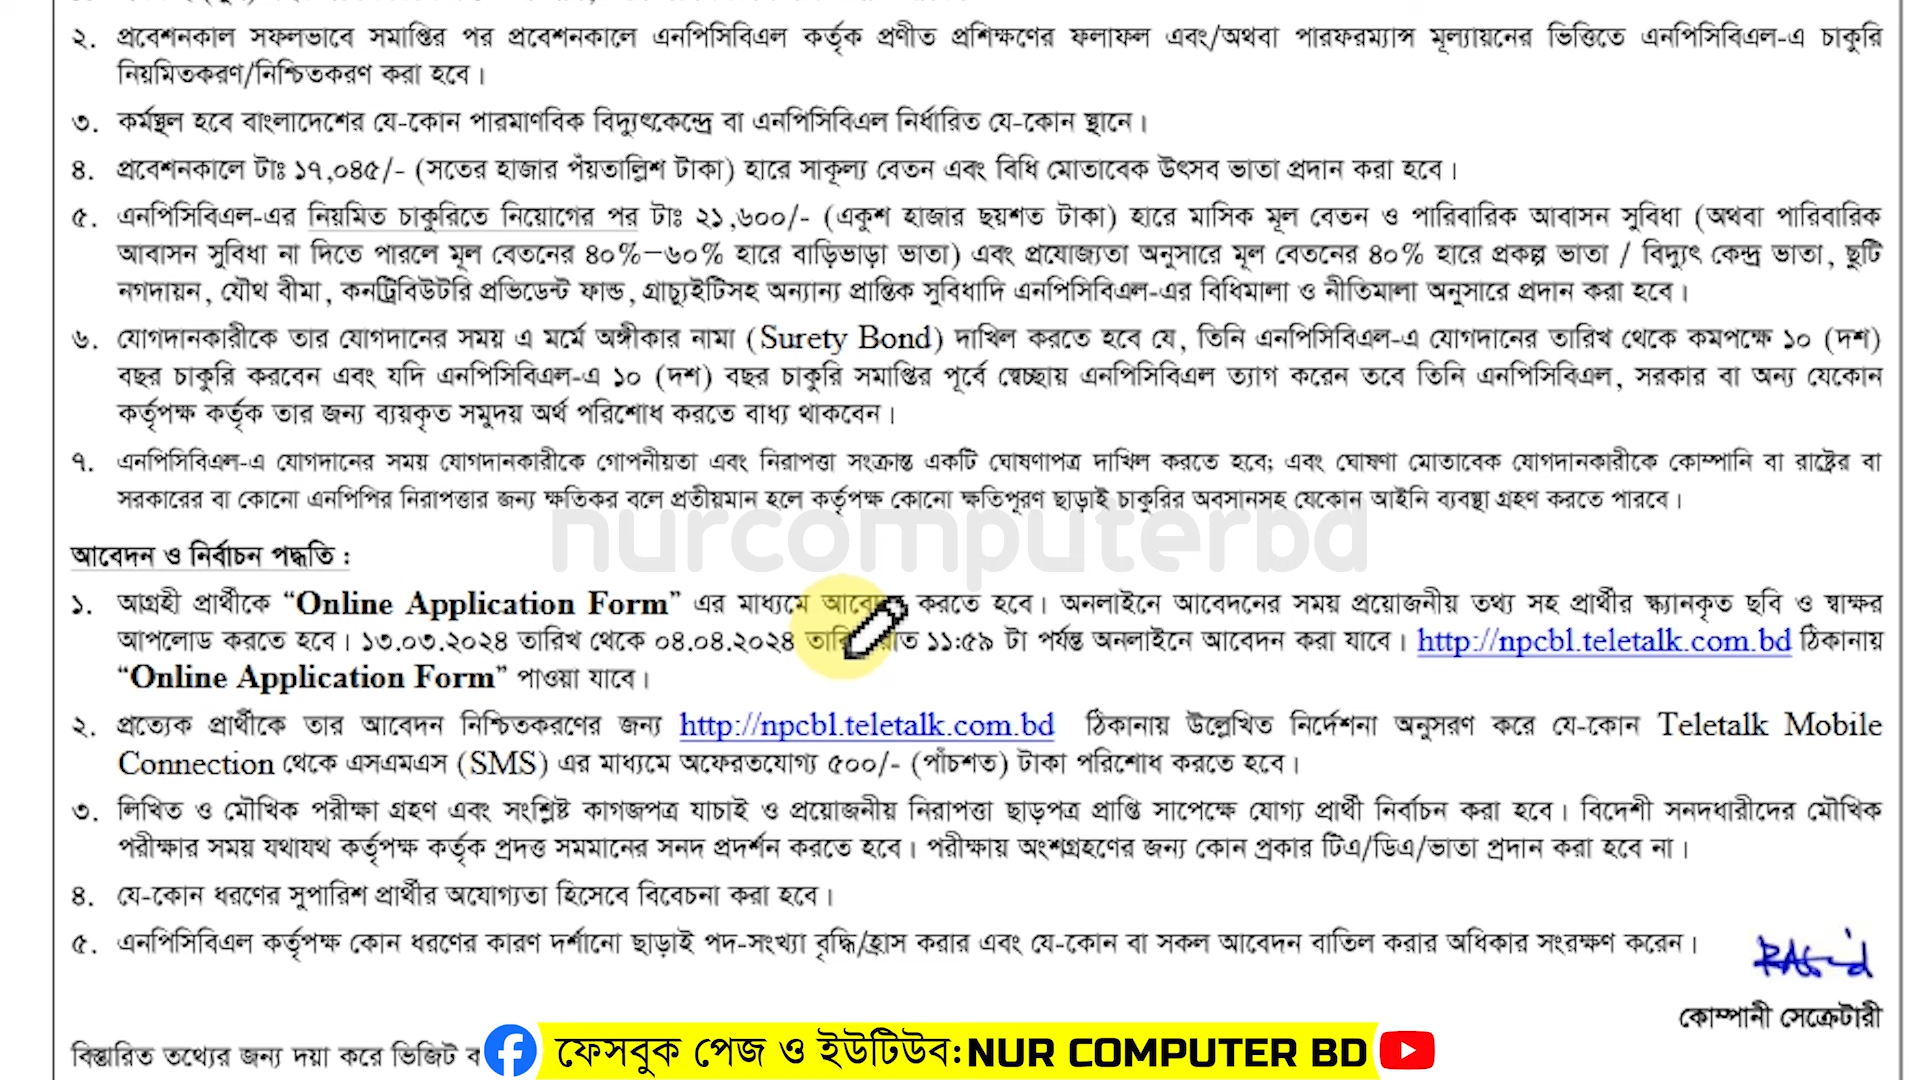 ২. প্রবেশনকাল সফলভাবে সমাপ্তির পর প্রবেশনকালে এনপিসিবিএল কর্তৃক প্রণীত প্রশিক্ষণের ফলাফল এবং/অথবা পারফরম্যান্স মূল্যায়নের ভিত্তিতে এনপিসিবিএল-এ চাকুরি
নিয়মিতকরণ/নিশ্চিতকরণ করা হবে।
৩. কর্মস্থল হবে বাংলাদেশের যে-কোন পারমাণবিক বিদ্যুৎকেন্দ্রে বা এনপিসিবিএল নির্ধারিত যে-কোন স্থানে।
৪. প্রবেশনকালে টাঃ ১৭,০৪৫/- (সতের হাজার পঁয়তাল্লিশ টাকা) হারে সাকূল্য বেতন এবং বিধি মোতাবেক উৎসব ভাতা প্রদান করা হবে।
৫. এনপিসিবিএল-এর নিয়মিত চাকুরিতে নিয়োগের পর টাঃ ২১,৬০০/- (একুশ হাজার ছয়শত টাকা) হারে মাসিক মূল বেতন ও পারিবারিক আবাসন সুবিধা (অথবা পারিবারিক
আবাসন সুবিধা না দিতে পারলে মূল বেতনের ৪০%–৬০% হারে বাড়িভাড়া ভাতা) এবং প্রযোজ্যতা অনুসারে মূল বেতনের ৪০% হারে প্রকল্প ভাতা / বিদ্যুৎ কেন্দ্র ভাতা, ছুটি
নগদায়ন, যৌথ বীমা, কনট্রিবিউটরি প্রভিডেন্ট ফান্ড, গ্রাচ্যুইটিসহ অন্যান্য প্রান্তিক সুবিধাদি এনপিসিবিএল-এর বিধিমালা ও নীতিমালা অনুসারে প্রদান করা হবে।
৬. যোগদানকারীকে তার যোগদানের সময় এ মর্মে অঙ্গীকার নামা (Surety Bond) দাখিল করতে হবে যে, তিনি এনপিসিবিএল-এ যোগদানের তারিখ থেকে কমপক্ষে ১০ (দশ)
বছর চাকুরি করবেন এবং যদি এনপিসিবিএল-এ ১০ (দশ) বছর চাকুরি সমাপ্তির পূর্বে স্বেচ্ছায় এনপিসিবিএল ত্যাগ করেন তবে তিনি এনপিসিবিএল, সরকার বা অন্য যেকোন
কর্তৃপক্ষ কর্তৃক তার জন্য ব্যয়কৃত সমুদয় অর্থ পরিশোধ করতে বাধ্য থাকবেন।
৭. এনপিসিবিএল-এ যোগদানের সময় যোগদানকারীকে গোপনীয়তা এবং নিরাপত্তা সংক্রান্ত একটি ঘোষণাপত্র দাখিল করতে হবে; এবং ঘোষণা মোতাবেক যোগদানকারীকে কোম্পানি বা রাষ্ট্রের বা
সরকারের বা কোনো এনপিপির নিরাপত্তার জন্য ক্ষতিকর বলে প্রতীয়মান হলে কর্তৃপক্ষ কোনো ক্ষতিপূরণ ছাড়াই চাকুরির অবসানসহ যেকোন আইনি ব্যবস্থা গ্রহণ করতে পারবে।
nurcomputerbd
আবেদন ও নির্বাচন পদ্ধতি :
১. আগ্রহী প্রার্থীকে “Online Application Form” এর মাধ্যমে করতে হবে। অনলাইনে আবেদনের সময় প্রয়োজনীয় তথ্য সহ প্রার্থীর স্ক্যানকৃত ছবি ও স্বাক্ষর
আপলোড করতে হবে। ১৩.০৩.২০২৪ তারিখ থেকে ০৪.০৪.২০২৪ ১১:৫৯ টা পর্যন্ত অনলাইনে আবেদন করা যাবে। http://npcbl.teletalk.com.bd ঠিকানায়
“Online Application Form” পাওয়া যাবে।
২. প্রত্যেক প্রার্থীকে তার আবেদন নিশ্চিতকরণের জন্য http://npcbl.teletalk.com.bd ঠিকানায় উল্লেখিত নির্দেশনা অনুসরণ করে যে-কোন Teletalk Mobile
Connection থেকে এসএমএস (SMS) এর মাধ্যমে অফেরতযোগ্য ৫০০/- (পাঁচশত) টাকা পরিশোধ করতে হবে।
৩. লিখিত ও মৌখিক পরীক্ষা গ্রহণ এবং সংশ্লিষ্ট কাগজপত্র যাচাই ও প্রয়োজনীয় নিরাপত্তা ছাড়পত্র প্রাপ্তি সাপেক্ষে যোগ্য প্রার্থী নির্বাচন করা হবে। বিদেশী সনদধারীদের মৌখিক
পরীক্ষার সময় যথাযথ কর্তৃপক্ষ কর্তৃক প্রদত্ত সমমানের সনদ প্রদর্শন করতে হবে। পরীক্ষায় অংশগ্রহণের জন্য কোন প্রকার টিএ/ডিএ/ভাতা প্রদান করা হবে না।
৪. যে-কোন ধরণের সুপারিশ প্রার্থীর অযোগ্যতা হিসেবে বিবেচনা করা হবে।
৫. এনপিসিবিএল কর্তৃপক্ষ কোন ধরণের কারণ দর্শানো ছাড়াই পদ-সংখ্যা বৃদ্ধি/হ্রাস করার এবং যে-কোন বা সকল আবেদন বাতিল করার অধিকার সংরক্ষণ করেন।
কোম্পানী সেক্রেটারী
বিস্তারিত তথ্যের জন্য দয়া করে ভিজিট
ফেসবুক পেজ ও ইউটিউব:NUR COMPUTER BD